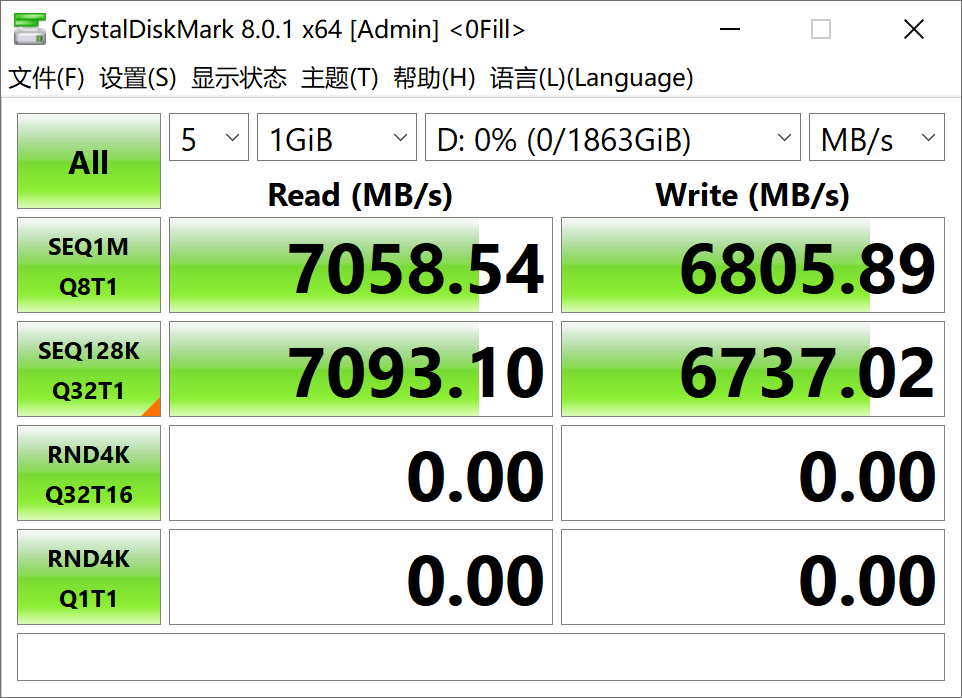 CrystalDiskMark 8.0.1 x64 [Admin] <0Fill>
文件(F) 设置(S) 显示状态 主题(T) 帮助(H) 语言(L)(Language)
All 5 1GiB D: 0% (0/1863GiB) MB/s
Read (MB/s) Write (MB/s)
SEQ1M
Q8T1 7058.54 6805.89
SEQ128K
Q32T1 7093.10 6737.02
RND4K
Q32T16 0.00 0.00
RND4K
Q1T1 0.00 0.00